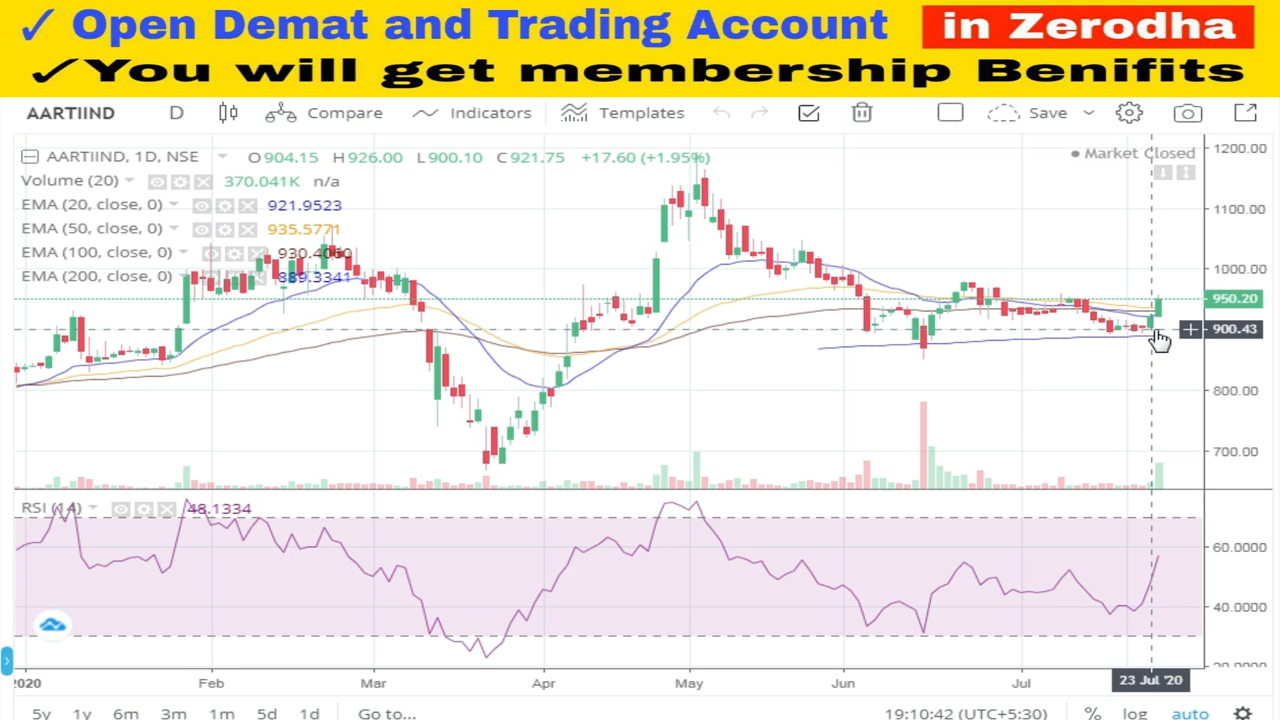 ✓ Open Demat and Trading Account in Zerodha
✓You will get membership Benifits
AARTIIND D Compare Indicators Templates Save
AARTIIND, 1D, NSE O904.15 H926.00 L900.10 C921.75 +17.60 (+1.95%) Market Closed
Volume (20) 370.041K n/a
EMA (20, close, 0) 921.9523
EMA (50, close, 0) 935.5771
EMA (100, close, 0) 930.4060
EMA (200, close, 0) 889.3341
1200.00
1100.00
1000.00
950.20
900.43
800.00
700.00
RSI (14) 48.1334
60.0000
40.0000
20.0000
2020 Feb Mar Apr May Jun Jul 23 Jul '20
5y 1y 6m 3m 1m 5d 1d Go to... 19:10:42 (UTC+5:30) % log auto